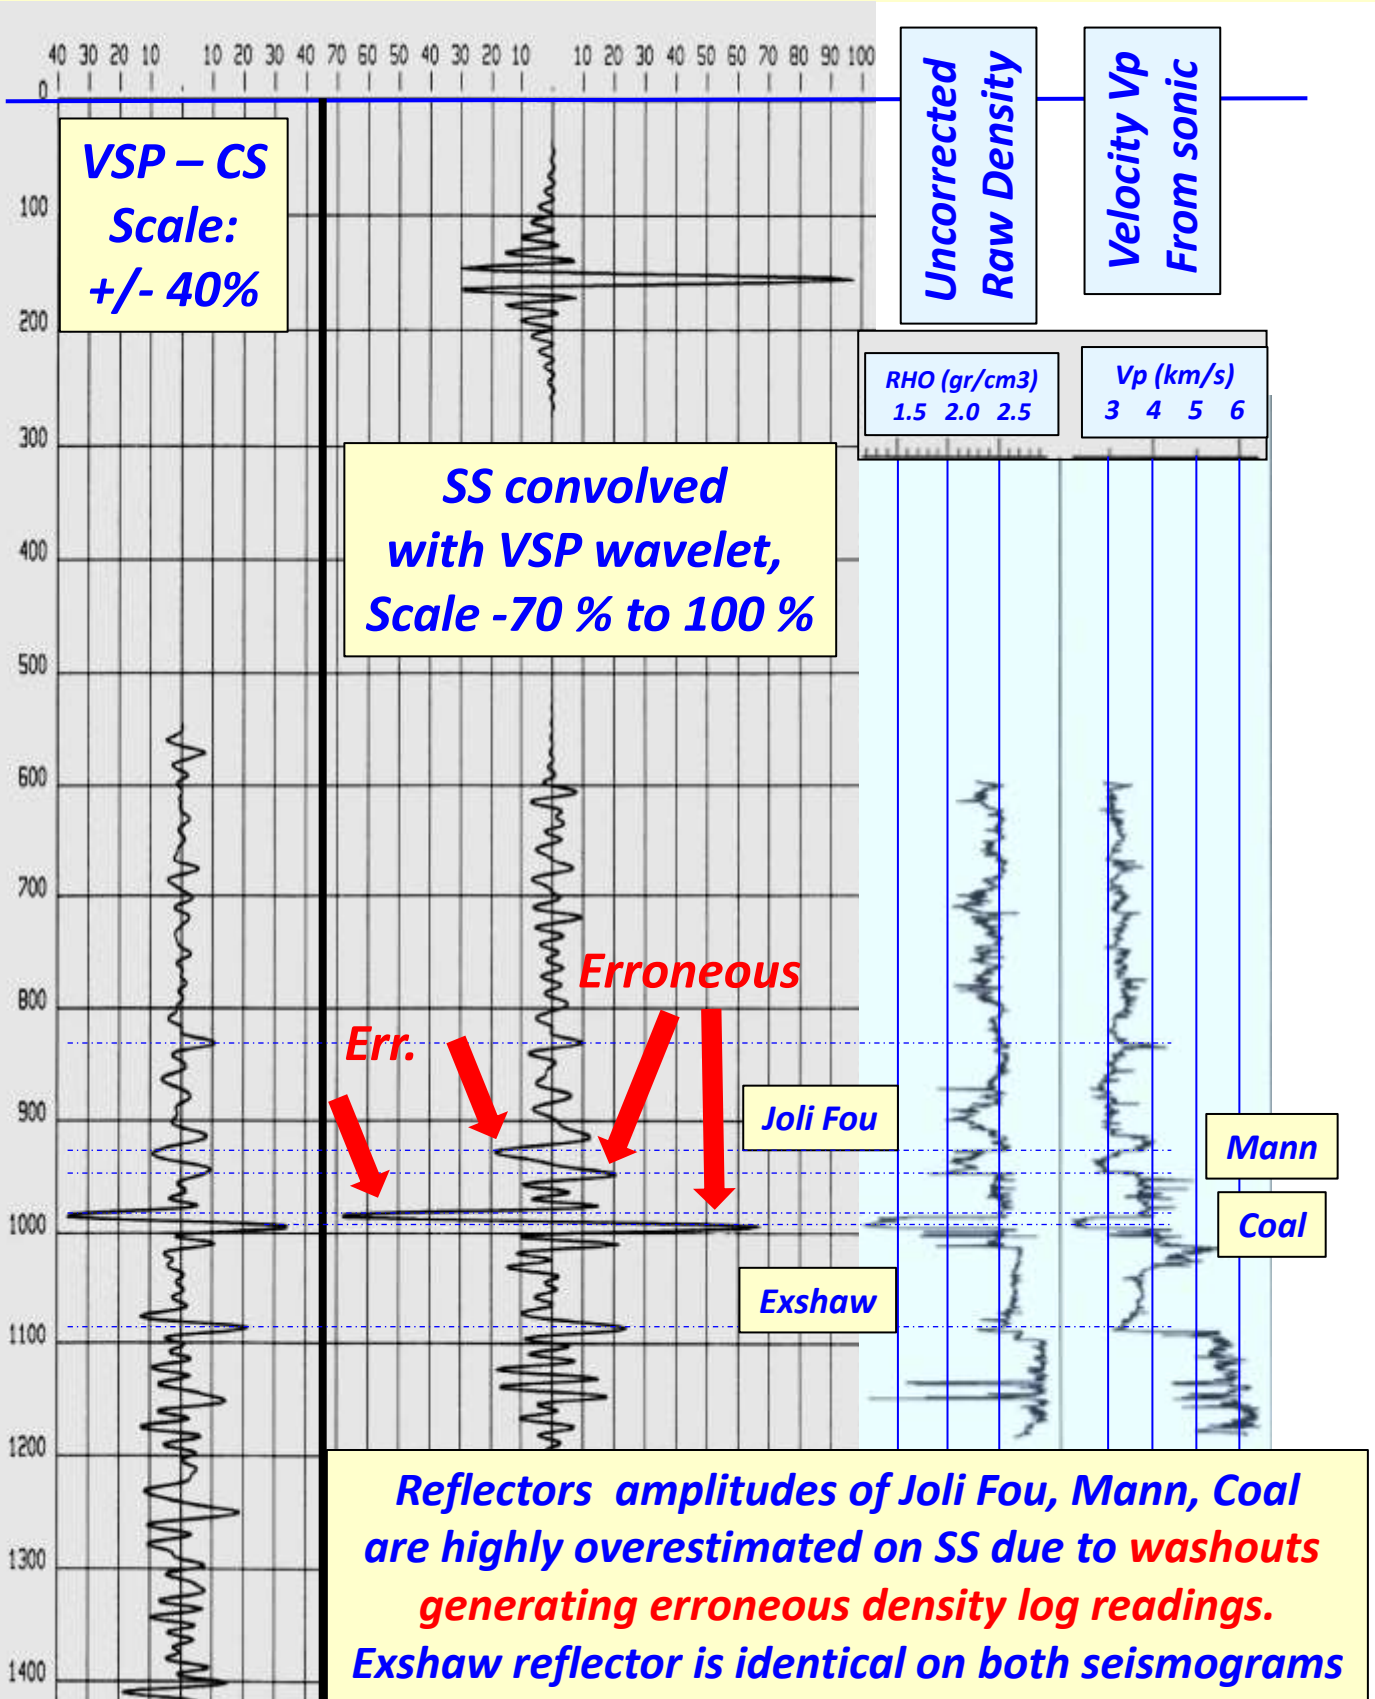 40 30 20 10 10 20 30 40 70 60 50 40 30 20 10 10 20 30 40 50 60 70 80 90 100
0
VSP – CS
Scale:
+/- 40%
Uncorrected
Raw Density
Velocity Vp
From sonic
100
200
300
RHO (gr/cm3)
1.5 2.0 2.5
Vp (km/s)
3 4 5 6
SS convolved
with VSP wavelet,
Scale -70 % to 100 %
400
500
600
700
800
Erroneous
Err.
900
Joli Fou
Mann
1000
Coal
Exshaw
1100
1200
1300
1400
Reflectors amplitudes of Joli Fou, Mann, Coal
are highly overestimated on SS due to washouts
generating erroneous density log readings.
Exshaw reflector is identical on both seismograms